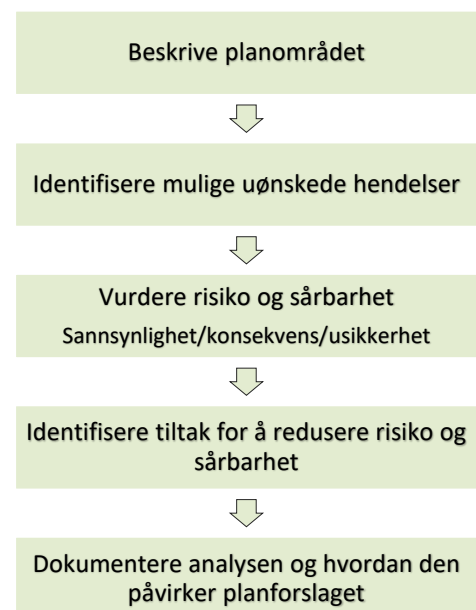 Beskrive planområdet
Identifisere mulige uønskede hendelser
Vurdere risiko og sårbarhet
Sannsynlighet/konsekvens/usikkerhet
Identifisere tiltak for å redusere risiko og
sårbarhet
Dokumentere analysen og hvordan den
påvirker planforslaget